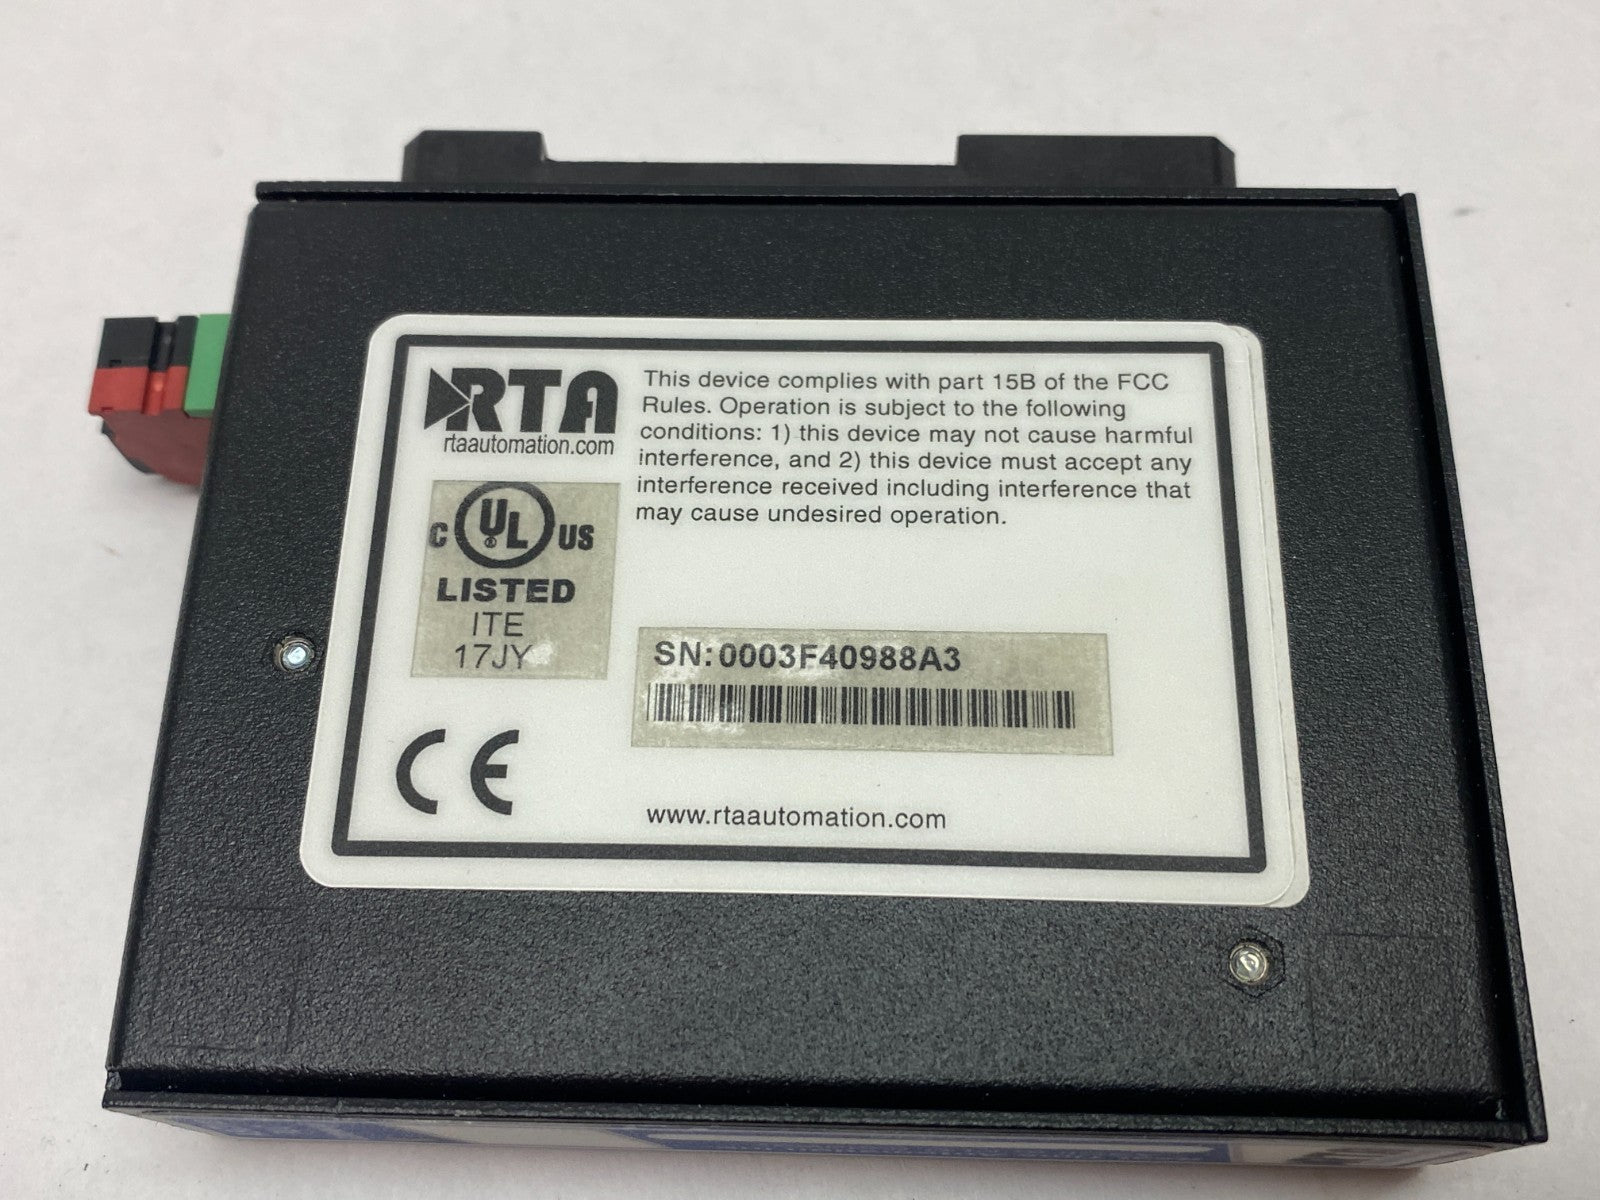 RTA
rtaautomation.com
This device complies with part 15B of the FCC
Rules. Operation is subject to the following
conditions: 1) this device may not cause harmful
interference, and 2) this device must accept any
interference received including interference that
may cause undesired operation.
C UL® US
LISTED
ITE
17JY
SN:0003F40988A3
CE
www.rtaautomation.com